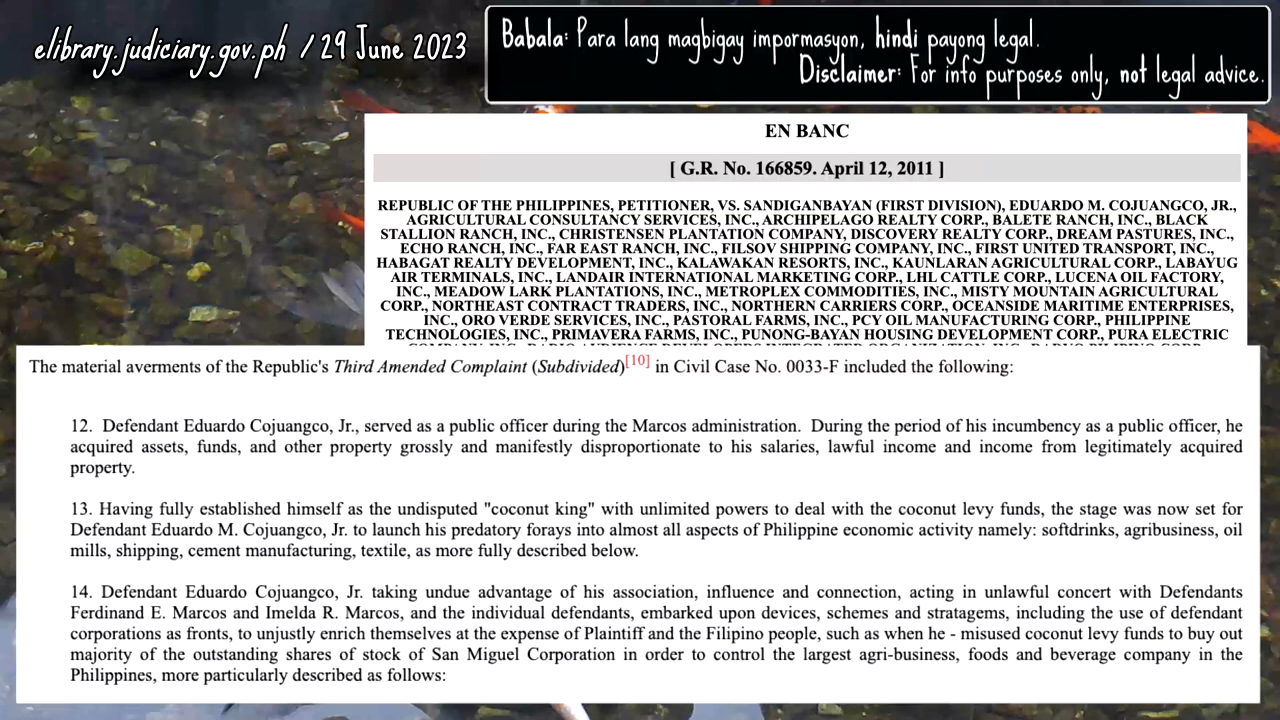 elibrary.judiciary.gov.ph / 29 June 2023
Babala: Para lang magbigay impormasyon, hindi payong legal.
Disclaimer: For info purposes only, not legal advice.
EN BANC
[ G.R. No. 166859. April 12, 2011 ]
REPUBLIC OF THE PHILIPPINES, PETITIONER, VS. SANDIGANBAYAN (FIRST DIVISION), EDUARDO M. COJUANGCO, JR.,
AGRICULTURAL CONSULTANCY SERVICES, INC., ARCHIPELAGO REALTY CORP., BALETE RANCH, INC., BLACK
STALLION RANCH, INC., CHRISTENSEN PLANTATION COMPANY, DISCOVERY REALTY CORP., DREAM PASTURES, INC.,
ECHO RANCH, INC., FAR EAST RANCH, INC., FILSOV SHIPPING COMPANY, INC., FIRST UNITED TRANSPORT, INC.,
HABAGAT REALTY DEVELOPMENT, INC., KALAWAKAN RESORTS, INC., KAUNLARAN AGRICULTURAL CORP., LABAYUG
AIR TERMINALS, INC., LANDAIR INTERNATIONAL MARKETING CORP., LHL CATTLE CORP., LUCENA OIL FACTORY,
INC., MEADOW LARK PLANTATIONS, INC., METROPLEX COMMODITIES, INC., MISTY MOUNTAIN AGRICULTURAL
CORP., NORTHEAST CONTRACT TRADERS, INC., NORTHERN CARRIERS CORP., OCEANSIDE MARITIME ENTERPRISES,
INC., ORO VERDE SERVICES, INC., PASTORAL FARMS, INC., PCY OIL MANUFACTURING CORP., PHILIPPINE
TECHNOLOGIES, INC., PRIMAVERA FARMS, INC., PUNONG-BAYAN HOUSING DEVELOPMENT CORP., PURA ELECTRIC
The material averments of the Republic's Third Amended Complaint (Subdivided)[10] in Civil Case No. 0033-F included the following:
12. Defendant Eduardo Cojuangco, Jr., served as a public officer during the Marcos administration. During the period of his incumbency as a public officer, he
acquired assets, funds, and other property grossly and manifestly disproportionate to his salaries, lawful income and income from legitimately acquired
property.
13. Having fully established himself as the undisputed "coconut king" with unlimited powers to deal with the coconut levy funds, the stage was now set for
Defendant Eduardo M. Cojuangco, Jr. to launch his predatory forays into almost all aspects of Philippine economic activity namely: softdrinks, agribusiness, oil
mills, shipping, cement manufacturing, textile, as more fully described below.
14. Defendant Eduardo Cojuangco, Jr. taking undue advantage of his association, influence and connection, acting in unlawful concert with Defendants
Ferdinand E. Marcos and Imelda R. Marcos, and the individual defendants, embarked upon devices, schemes and stratagems, including the use of defendant
corporations as fronts, to unjustly enrich themselves at the expense of Plaintiff and the Filipino people, such as when he - misused coconut levy funds to buy out
majority of the outstanding shares of stock of San Miguel Corporation in order to control the largest agri-business, foods and beverage company in the
Philippines, more particularly described as follows: